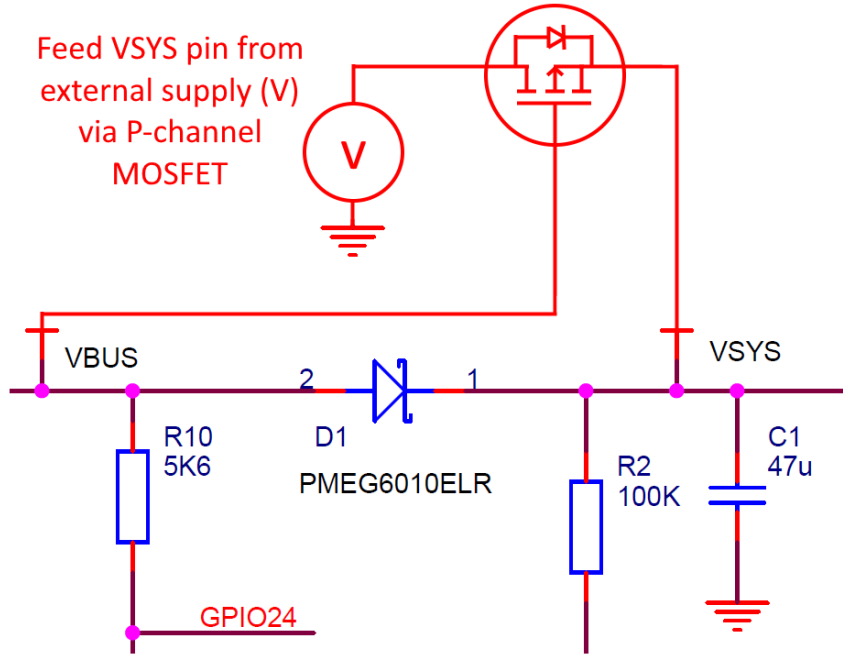 Feed VSYS pin from
external supply (V)
via P-channel
MOSFET
V
VBUS
VSYS
2
1
R10
5K6
D1
PMEG6010ELR
R2
100K
C1
47u
GPIO24